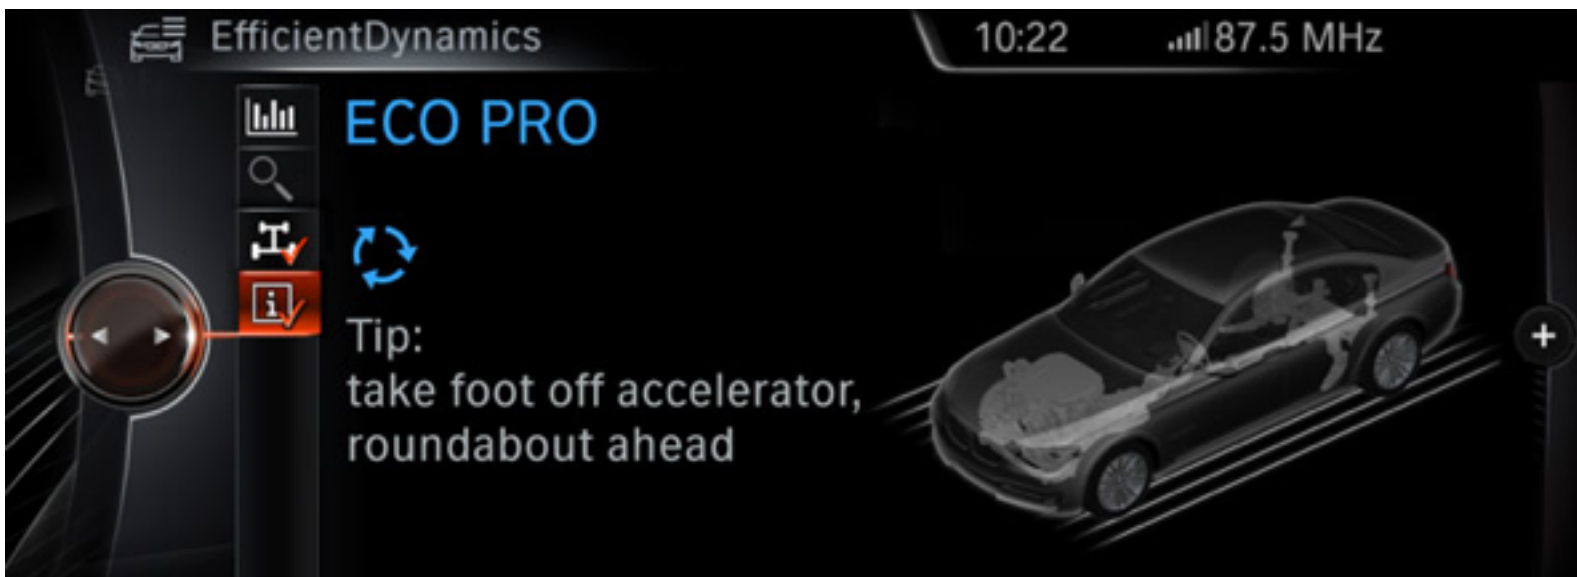 EfficientDynamics
10:22
87.5 MHz
ECO PRO
Tip:
take foot off accelerator,
roundabout ahead